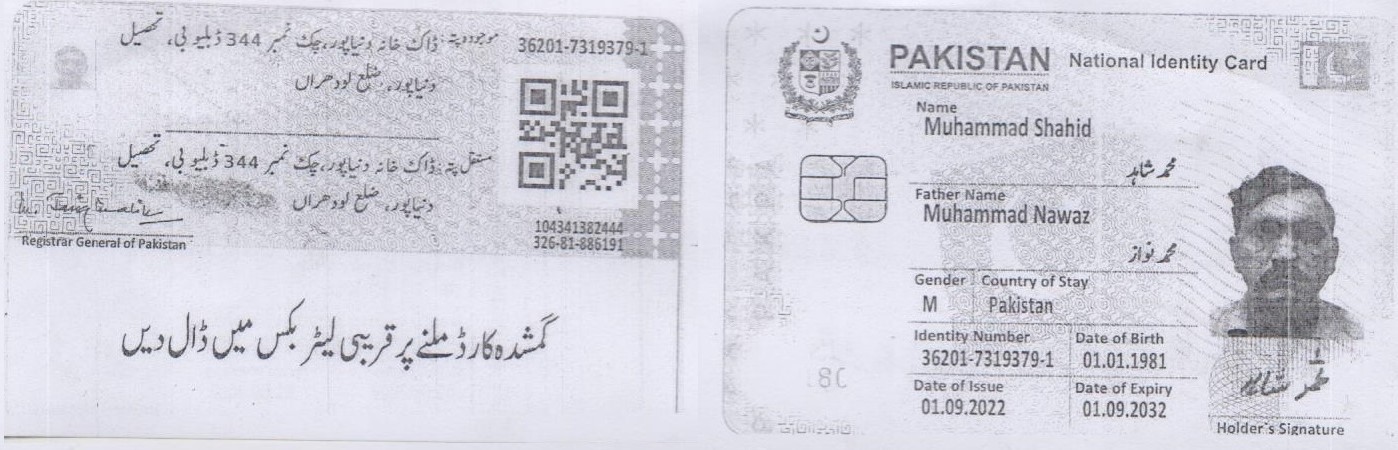 موجودہ پتہ: ڈاک خانہ دنیاپور، چک نمبر 344 ڈبلیو بی، تحصیل
دنیاپور، ضلع لودھراں
36201-7319379-1
مستقل پتہ: ڈاک خانہ دنیاپور، چک نمبر 344 ڈبلیو بی، تحصیل
دنیاپور، ضلع لودھراں
104341382444
326-81-886191
Registrar General of Pakistan
گمشدہ کارڈ ملنے پر قریبی لیٹر بکس میں ڈال دیں
PAKISTAN National Identity Card
ISLAMIC REPUBLIC OF PAKISTAN
Name
Muhammad Shahid
محمد شاہد
Father Name
Muhammad Nawaz
محمد نواز
Gender Country of Stay
M Pakistan
Identity Number Date of Birth
36201-7319379-1 01.01.1981
Date of Issue Date of Expiry
01.09.2022 01.09.2032
محمد شاہد
Holder's Signature